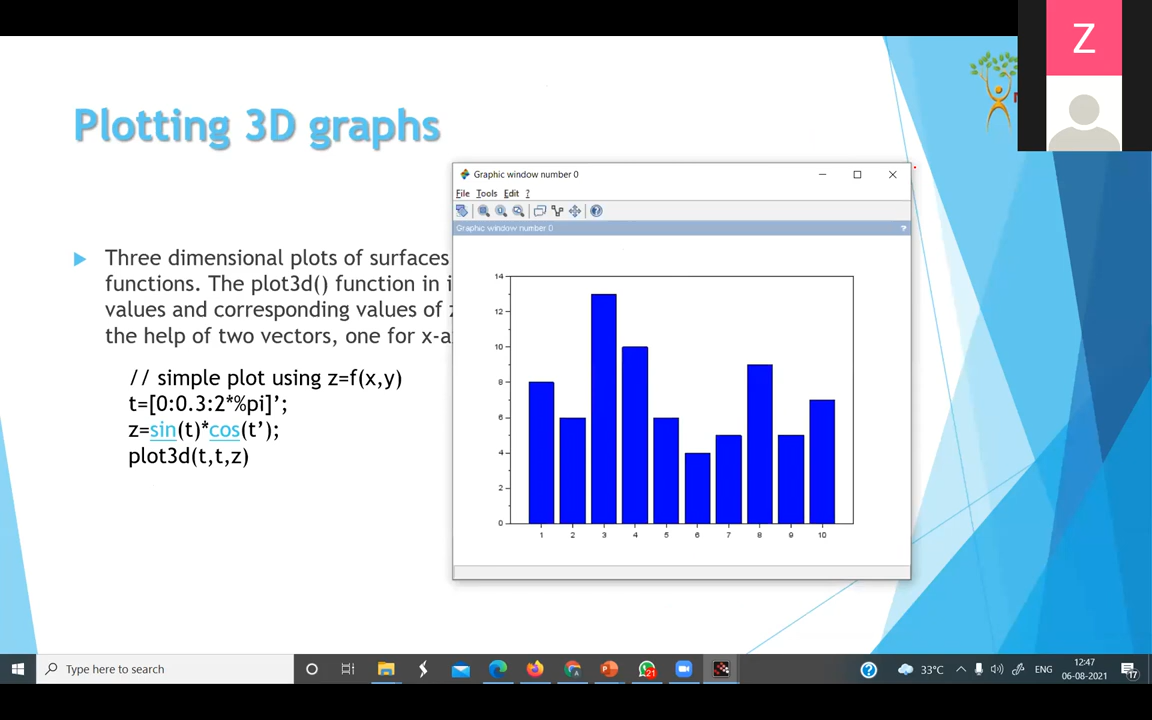 Z
Plotting 3D graphs
Graphic window number 0
File Tools Edit ?
Graphic window number 0
?
Three dimensional plots of surfaces
functions. The plot3d() function in i
values and corresponding values of z
the help of two vectors, one for x-a
// simple plot using z=f(x,y)
t=[0:0.3:2*%pi]’;
z=sin(t)*cos(t’);
plot3d(t,t,z)
14
12
10
8
6
4
2
0
1 2 3 4 5 6 7 8 9 10
Type here to search
21
33°C
ENG
12:47
06-08-2021
17